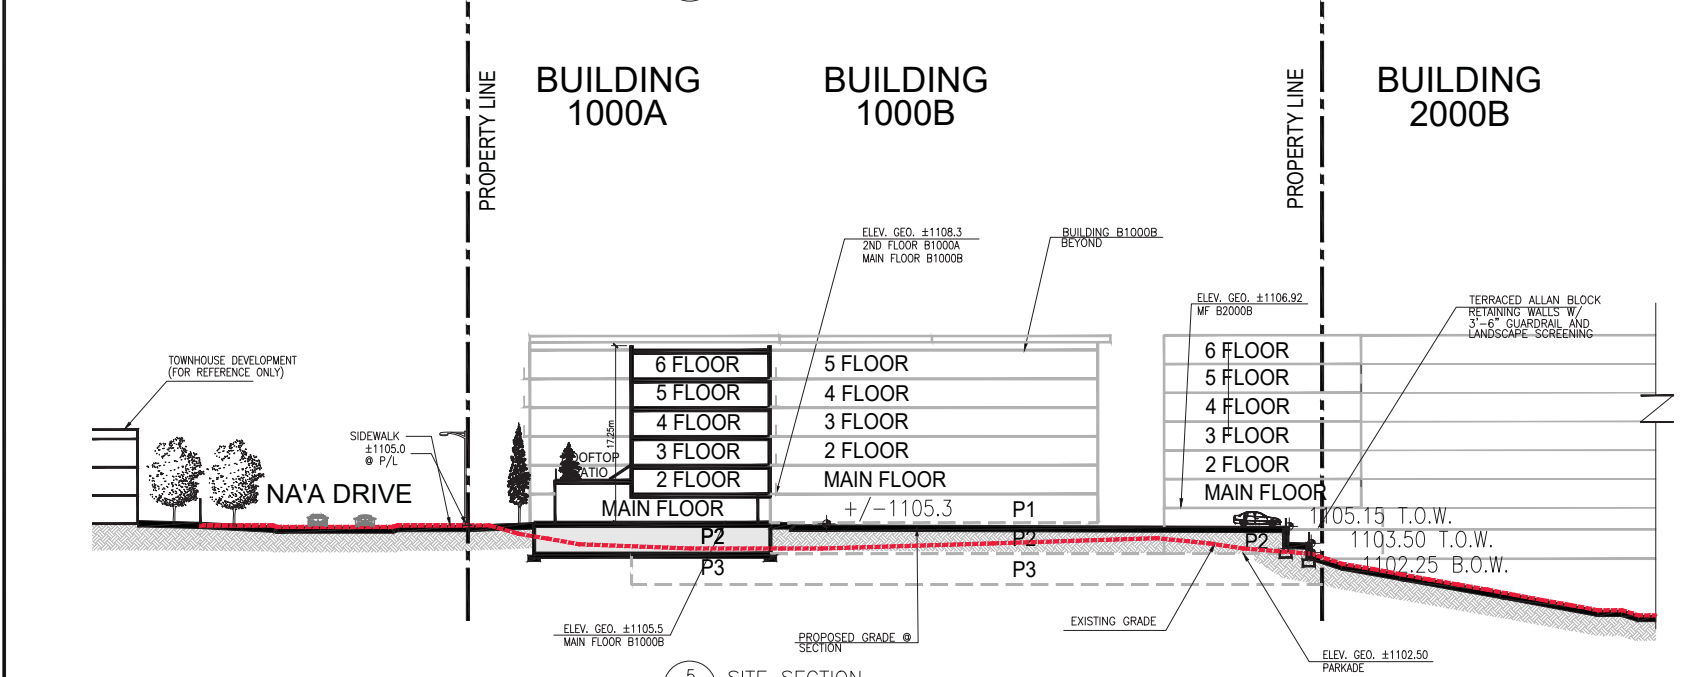 BUILDING
1000A
BUILDING
1000B
BUILDING
2000B
PROPERTY LINE
PROPERTY LINE
ELEV. GEO. ±1108.3
2ND FLOOR B1000A
MAIN FLOOR B1000B
BUILDING B1000B
BEYOND
ELEV. GEO. ±1106.92
MF B2000B
TERRACED ALLAN BLOCK
RETAINING WALLS W/
3'-6" GUARDRAIL AND
LANDSCAPE SCREENING
TOWNHOUSE DEVELOPMENT
(FOR REFERENCE ONLY)
SIDEWALK
±1105.0
@ P/L
NA'A DRIVE
17.25m
OOFTOP
ATIO
6 FLOOR
5 FLOOR
4 FLOOR
3 FLOOR
2 FLOOR
MAIN FLOOR
P2
P3
5 FLOOR
4 FLOOR
3 FLOOR
2 FLOOR
MAIN FLOOR
+/-1105.3
P1
P2
P3
6 FLOOR
5 FLOOR
4 FLOOR
3 FLOOR
2 FLOOR
MAIN FLOOR
P2
1105.15 T.O.W.
1103.50 T.O.W.
1102.25 B.O.W.
ELEV. GEO. ±1105.5
MAIN FLOOR B1000B
PROPOSED GRADE @
SECTION
EXISTING GRADE
ELEV. GEO. ±1102.50
PARKADE
5
SITE SECTION